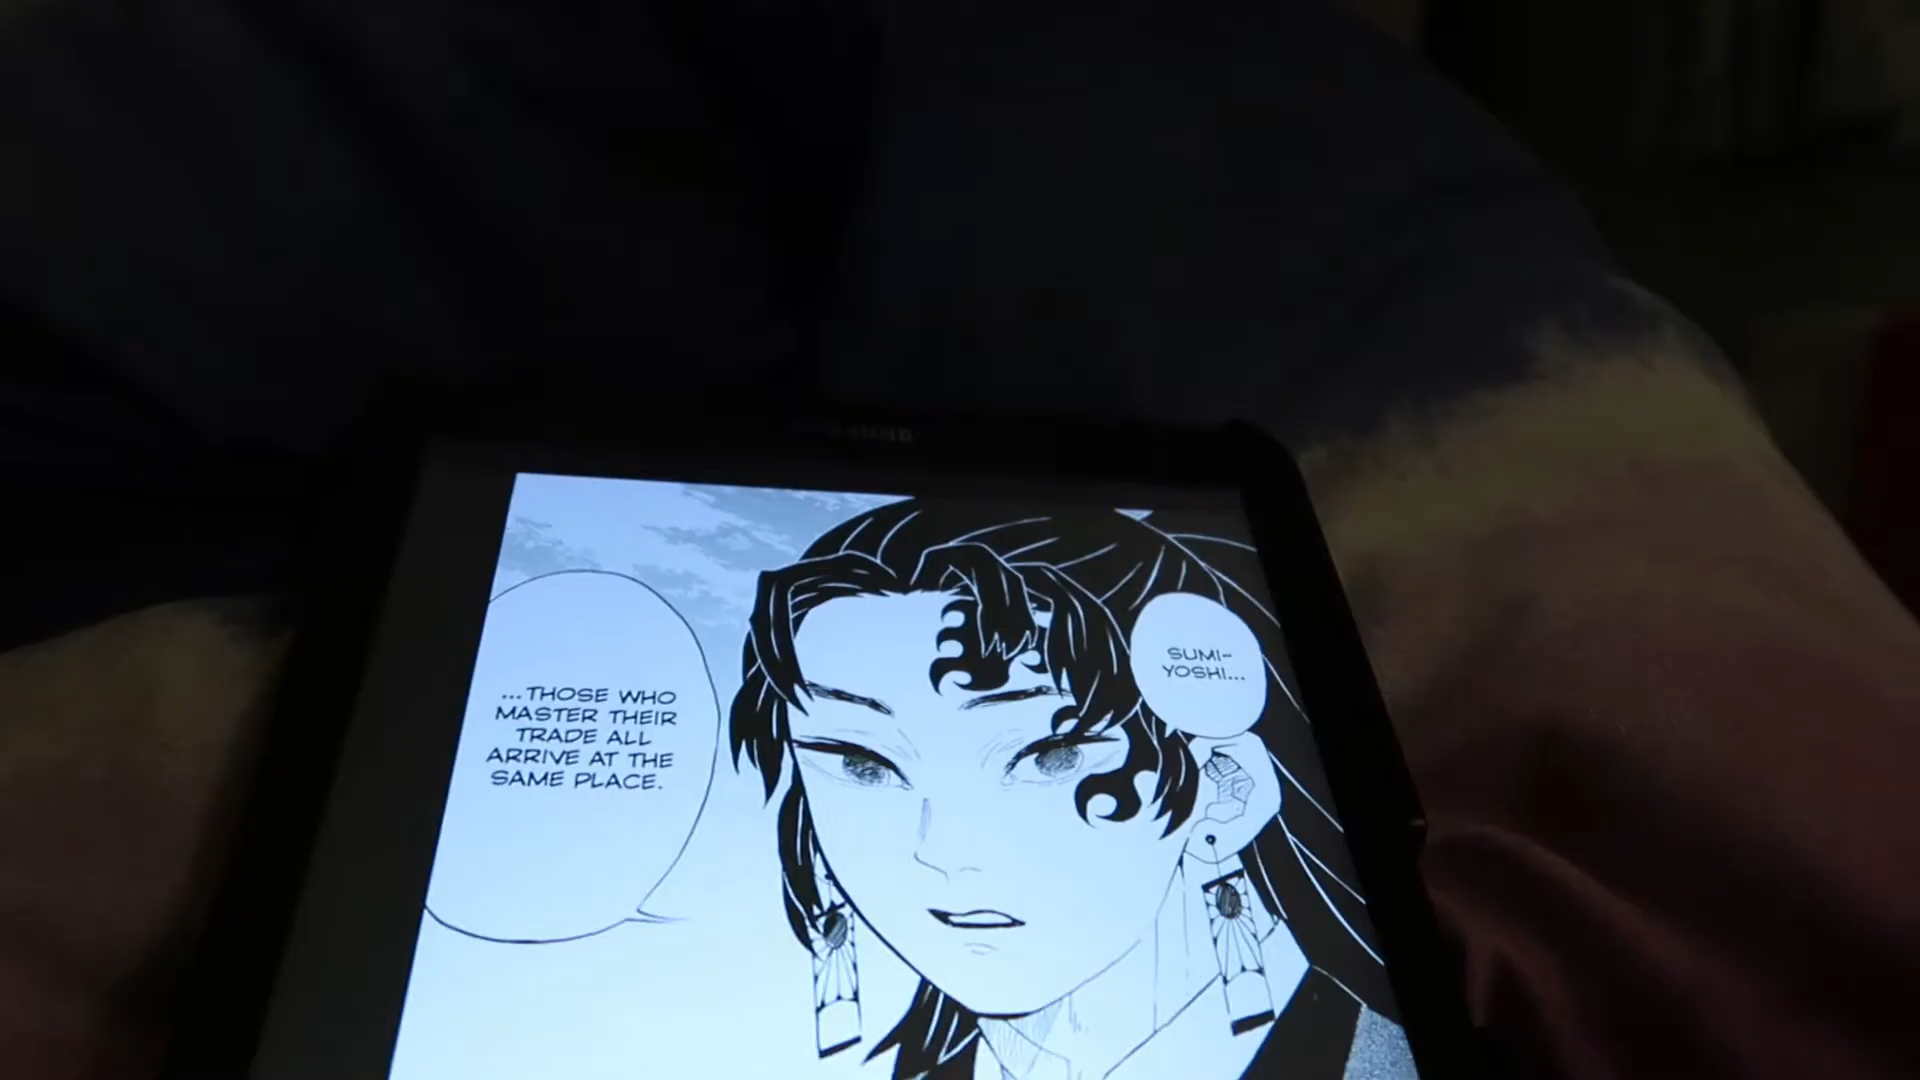 SUMI-
YOSHI...
...THOSE WHO
MASTER THEIR
TRADE ALL
ARRIVE AT THE
SAME PLACE.